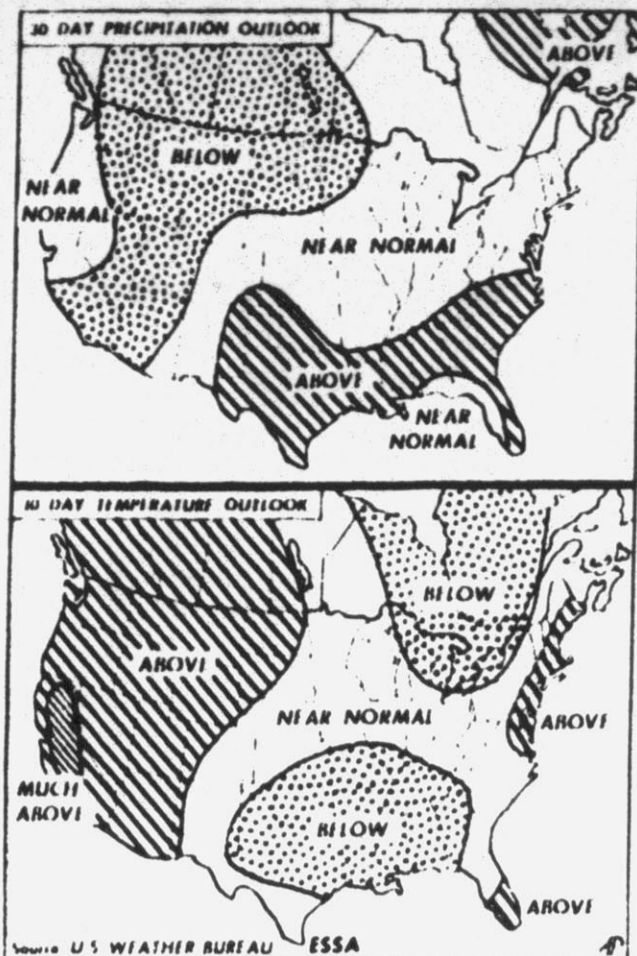 30 DAY PRECIPITATION OUTLOOK
ABOVE
BELOW
NEAR
NORMAL
NEAR NORMAL
ABOVE
NEAR
NORMAL
30 DAY TEMPERATURE OUTLOOK
BELOW
ABOVE
NEAR NORMAL
ABOVE
MUCH
ABOVE
BELOW
ABOVE
Source U S WEATHER BUREAU ESSA
AP